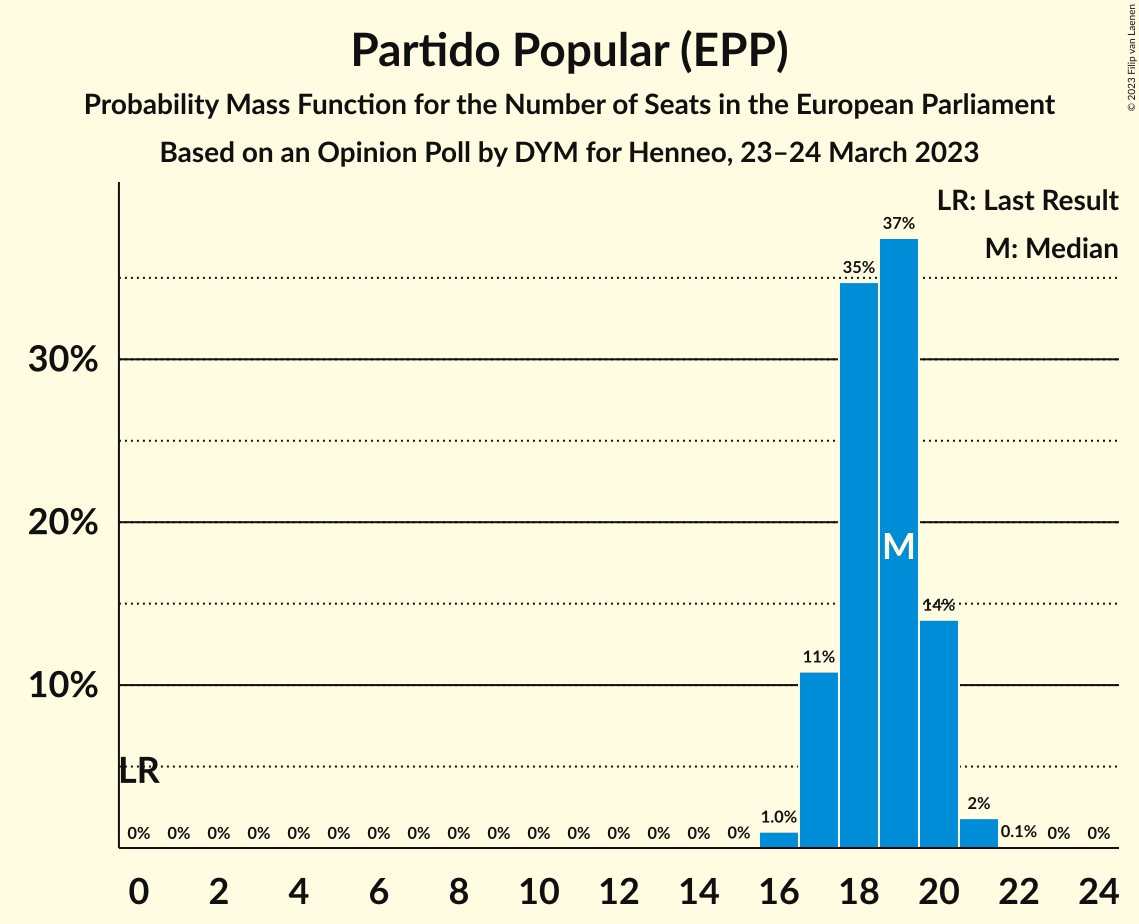 Partido Popular (EPP)
Probability Mass Function for the Number of Seats in the European Parliament
Based on an Opinion Poll by DYM for Henneo, 23–24 March 2023
© 2023 Filip van Laenen
LR: Last Result
M: Median
37%
35%
30%
20%
M
14%
11%
10%
LR
2%
1.0%
0% 0% 0% 0% 0% 0% 0% 0% 0% 0% 0% 0% 0% 0% 0% 0% 0.1% 0% 0%
0 2 4 6 8 10 12 14 16 18 20 22 24